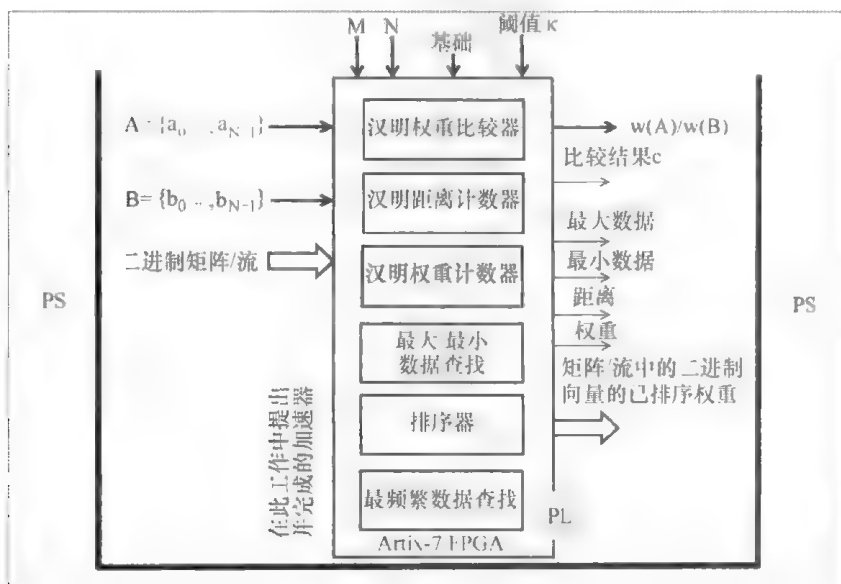 M N 基础 阈值 κ
A = {a₀ ... ,aN-1}
汉明权重比较器
w(A)/w(B)
比较结果c
B= {b₀ ... ,bN-1}
汉明距离计数器
最大数据
二进制矩阵/流
汉明权重计数器
最小数据
距离
权重
PS
PS
最大 最小
数据查找
矩阵/流中的二进制
向量的已排序权重
排序器
在此工作中提出
并完成的加速器
最频繁数据查找
PL
Artix-7 FPGA